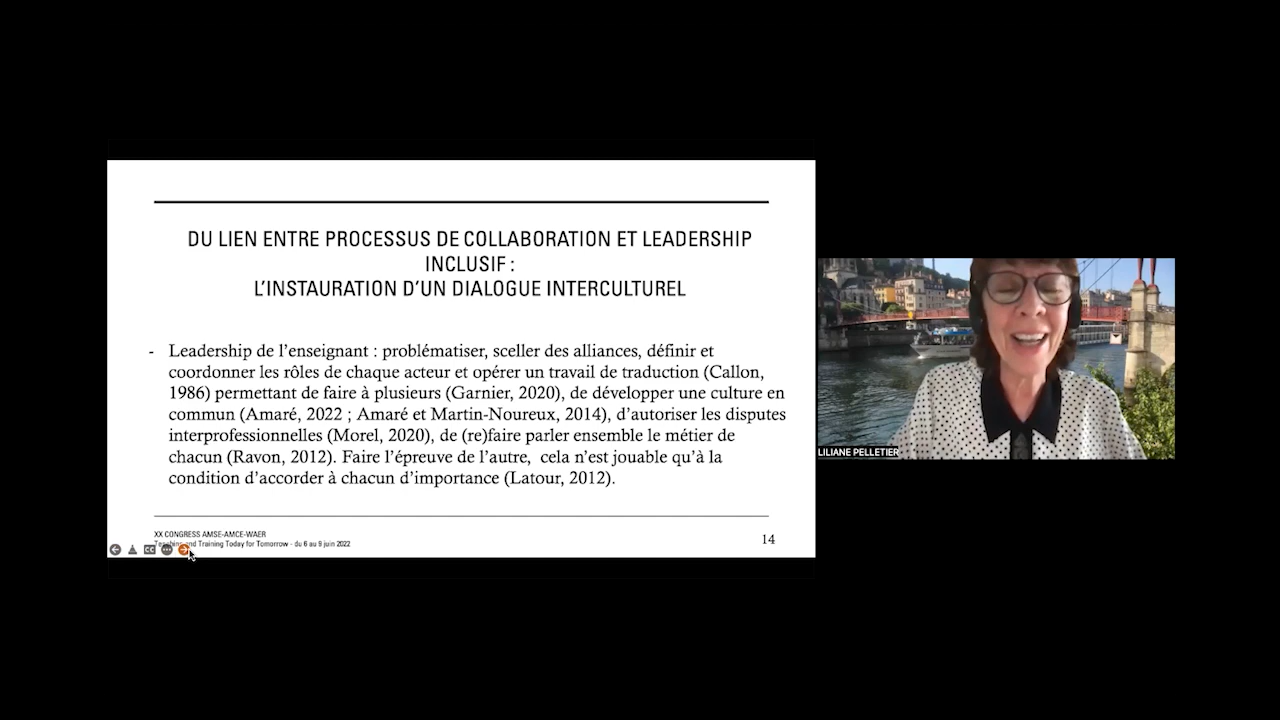 DU LIEN ENTRE PROCESSUS DE COLLABORATION ET LEADERSHIP
INCLUSIF :
L'INSTAURATION D'UN DIALOGUE INTERCULTUREL
- Leadership de l'enseignant : problématiser, sceller des alliances, définir et
coordonner les rôles de chaque acteur et opérer un travail de traduction (Callon,
1986) permettant de faire à plusieurs (Garnier, 2020), de développer une culture en
commun (Amaré, 2022 ; Amaré et Martin-Noureux, 2014), d'autoriser les disputes
interprofessionnelles (Morel, 2020), de (re)faire parler ensemble le métier de
chacun (Ravon, 2012). Faire l'épreuve de l'autre, cela n'est jouable qu'à la
condition d'accorder à chacun d'importance (Latour, 2012).
XX CONGRESS AMSE-AMCE-WAER
Teaching and Training Today for Tomorrow - du 6 au 9 juin 2022
14
CC
LILIANE PELLETIER